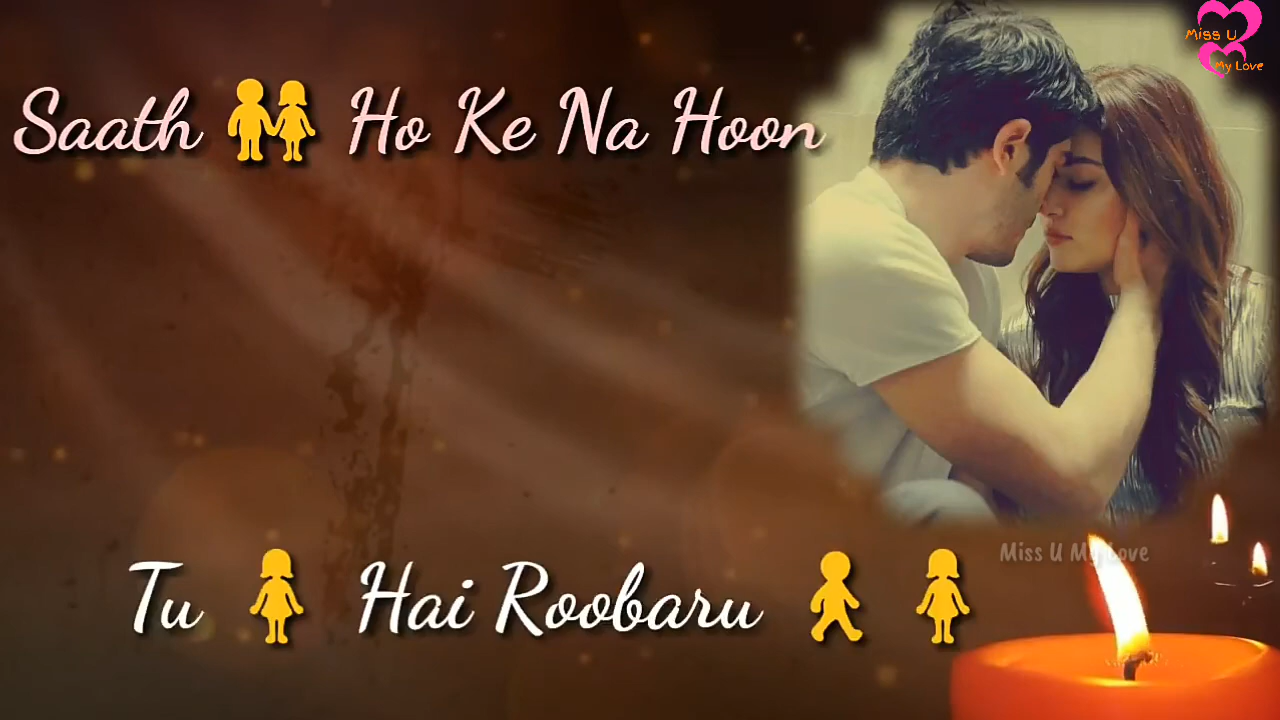 Miss U
My Love
Saath Ho Ke Na Hoon
Miss U My Love
Tu Hai Roobaru